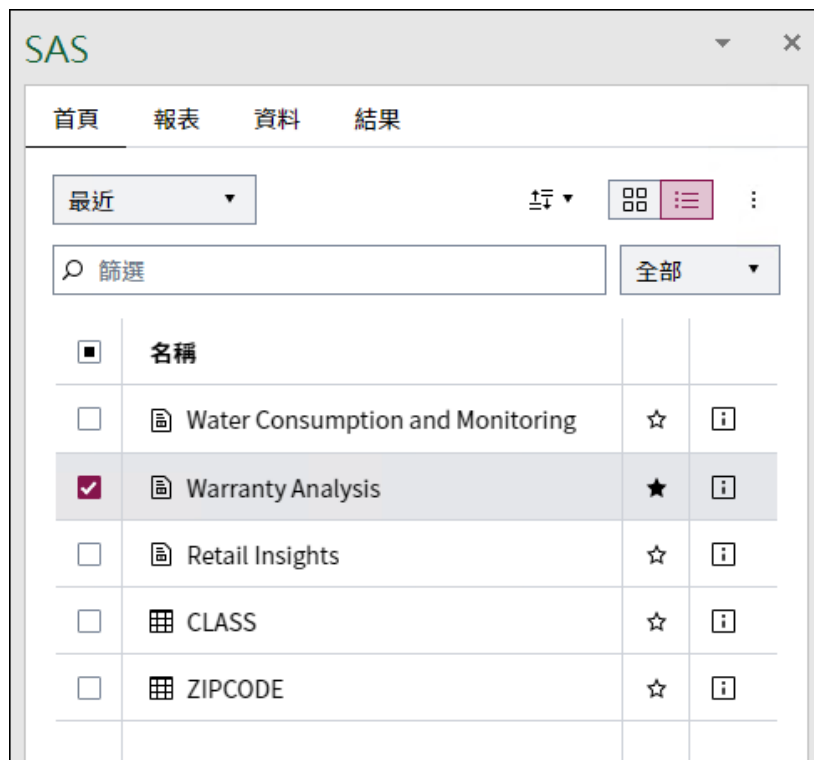 SAS
首頁 報表 資料 結果
最近
篩選 全部
名稱
Water Consumption and Monitoring
Warranty Analysis
Retail Insights
CLASS
ZIPCODE